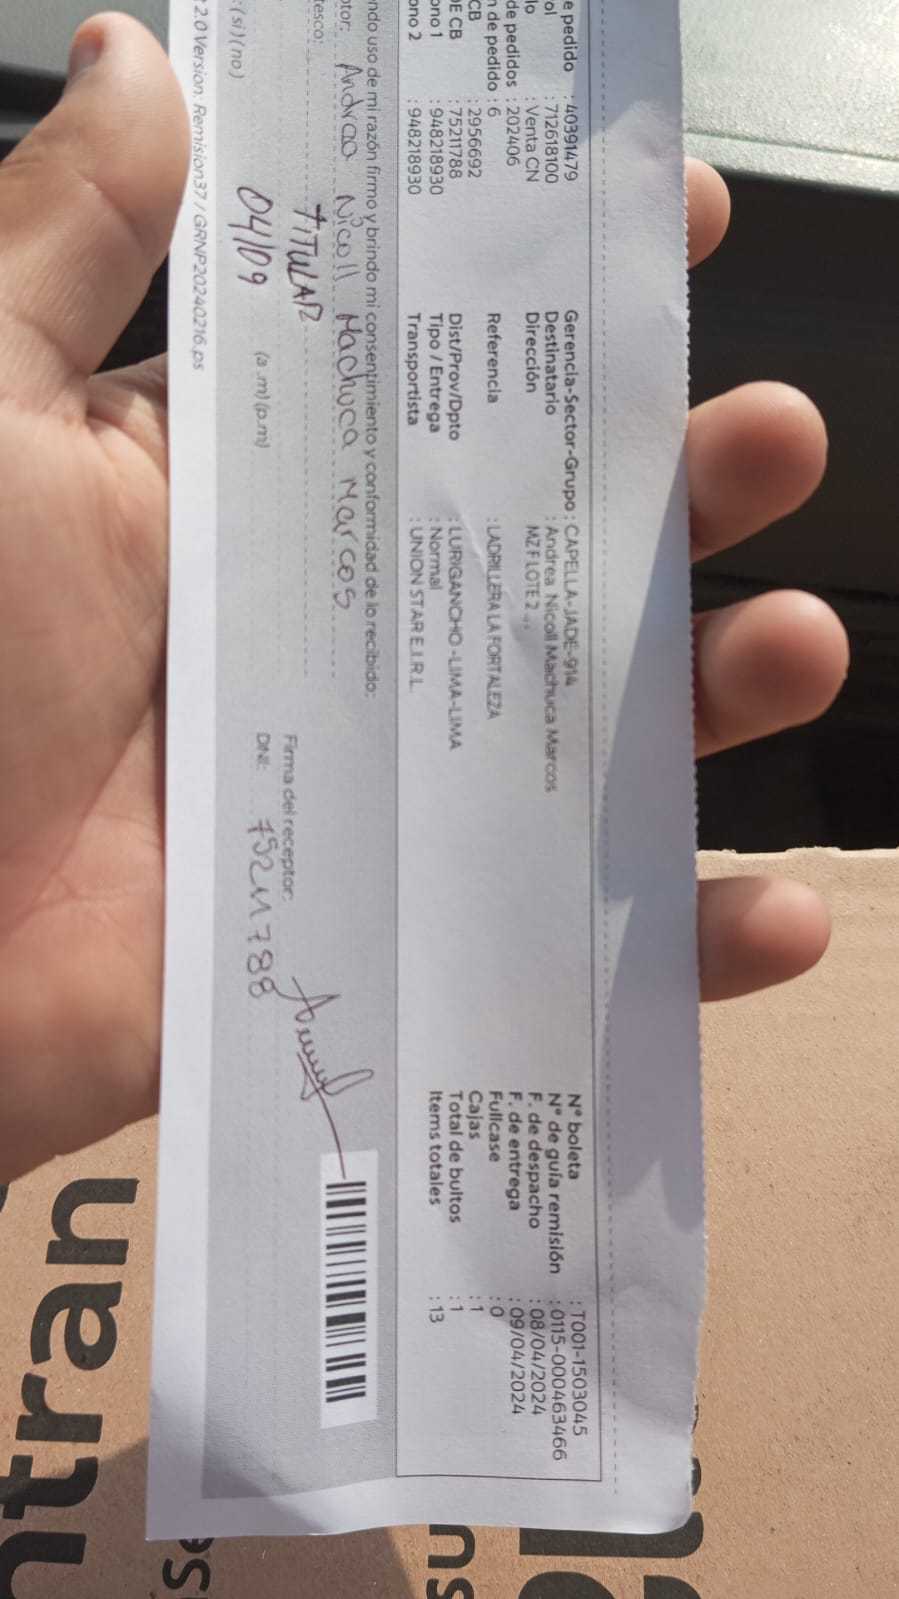 e pedido : 40391479
ol : 712618100
lo : Venta CN
de pedidos : 202406
n de pedido : 6
CB : 2956692
DE CB : 75211788
ono 1 : 948218930
ono 2 : 948218930
Gerencia-Sector-Grupo : CAPELLA-JADE-914
Destinatario : Andrea Nicoll Machuca Marcos
Dirección MZ F LOTE 2 ..
Referencia : LADRILLERA LA FORTALEZA
Dist/Prov/Dpto : LURIGANCHO -LIMA-LIMA
Tipo / Entrega : Normal
Transportista : UNION STAR E.I.R.L.
N° boleta : T001-1503045
N° de guía remisión : 0115-000463466
F. de despacho : 08/04/2024
F. de entrega : 09/04/2024
Fullcase : 0
Cajas : 1
Total de bultos : 1
Items totales : 13
ndo uso de mi razón firmo y brindo mi consentimiento y conformidad de lo recibido:
ptor: Andrea Nicoll Machuca Marcos
tesco: TITULAR
Firma del receptor:
: (si) (no) 04/09 (a.m) (p.m)
DNI: 75211788
2.0 Version: Remision37 / GRNP20240216.ps
ntran
se
su